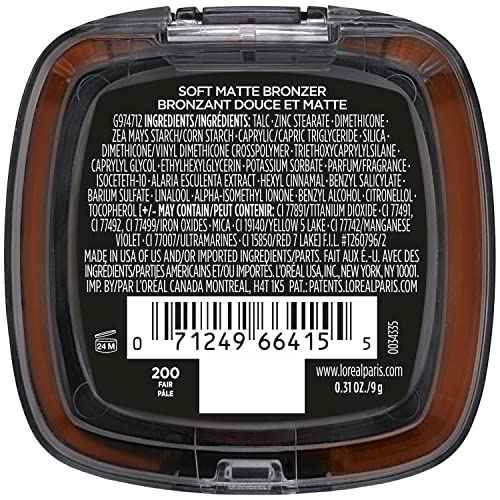 SOFT MATTE BRONZER
BRONZANT DOUCE ET MATTE
G974712 INGREDIENTS/INGRÉDIENTS: TALC • ZINC STEARATE • DIMETHICONE •
ZEA MAYS STARCH/CORN STARCH • CAPRYLIC/CAPRIC TRIGLYCERIDE • SILICA •
DIMETHICONE/VINYL DIMETHICONE CROSSPOLYMER • TRIETHOXYCAPRYLYLSILANE •
CAPRYLYL GLYCOL • ETHYLHEXYLGLYCERIN • POTASSIUM SORBATE • PARFUM/FRAGRANCE •
ISOCETETH-10 • ALARIA ESCULENTA EXTRACT • HEXYL CINNAMAL • BENZYL SALICYLATE •
BARIUM SULFATE • LINALOOL • ALPHA-ISOMETHYL IONONE • BENZYL ALCOHOL • CITRONELLOL •
TOCOPHEROL [+/- MAY CONTAIN/PEUT CONTENIR: CI 77891/TITANIUM DIOXIDE • CI 77491,
CI 77492, CI 77499/IRON OXIDES • MICA • CI 19140/YELLOW 5 LAKE • CI 77742/MANGANESE
VIOLET • CI 77007/ULTRAMARINES • CI 15850/RED 7 LAKE] F.I.L. #T260796/2
MADE IN USA OF US AND/OR IMPORTED INGREDIENTS/PARTS. FAIT AUX É.-U. AVEC DES
INGRÉDIENTS/PARTIES AMÉRICAINS ET/OU IMPORTÉS. L'ORÉAL USA, INC., NEW YORK, NY 10001.
IMP. BY/PAR L'ORÉAL CANADA MONTREAL, H4T 1K5 PAT.: PATENTS.LOREALPARIS.COM
24 M
0 71249 66415 5
0034335
200
FAIR
PÂLE
www.lorealparis.com
0.31 OZ./9 g